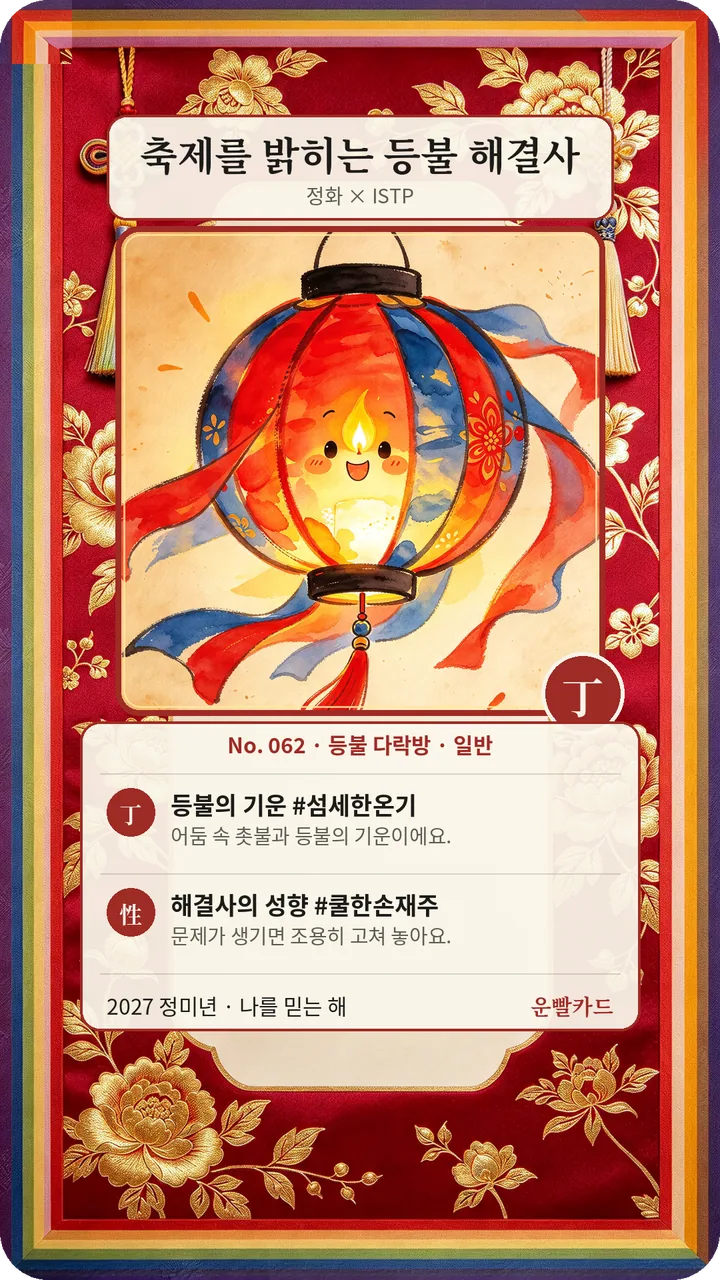 축제를 밝히는 등불 해결사
정화 × ISTP
丁
No. 062 · 등불 다락방 · 일반
丁
등불의 기운 #섬세한온기
어둠 속 촛불과 등불의 기운이에요.
性
해결사의 성향 #쿨한손재주
문제가 생기면 조용히 고쳐 놓아요.
2027 정미년 · 나를 믿는 해
운빨카드